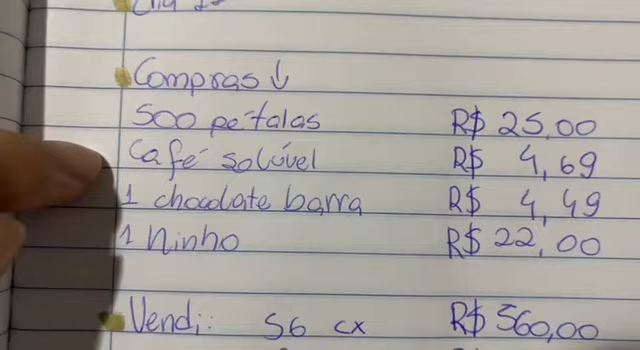 Compras ↓
500 pétalas R$ 25,00
Café solúvel R$ 4,69
1 chocolate barra R$ 4,49
1 Ninho R$ 22,00
Vendi: 56 cx R$ 560,00